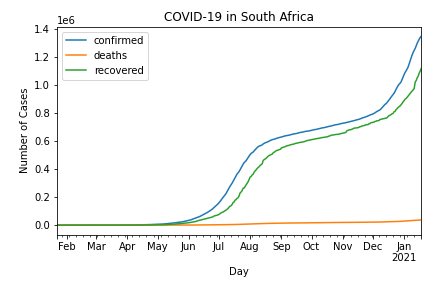 COVID-19 in South Africa
1e6
confirmed
deaths
recovered
1.4
1.2
1.0
0.8
0.6
0.4
0.2
0.0
Number of Cases
Feb Mar Apr May Jun Jul Aug Sep Oct Nov Dec Jan
2021
Day